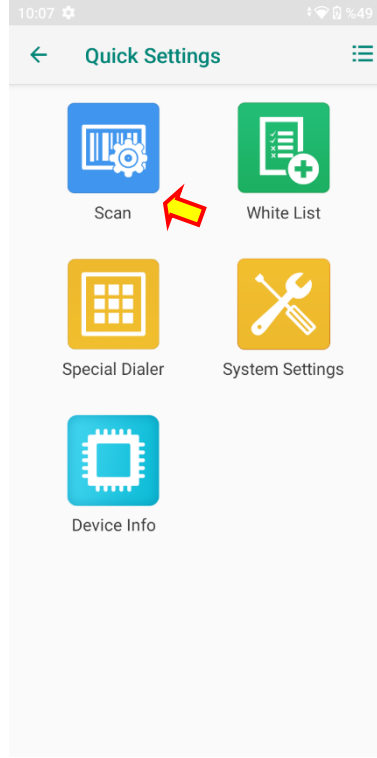 10:07 %49
Quick Settings
Scan White List
Special Dialer System Settings
Device Info